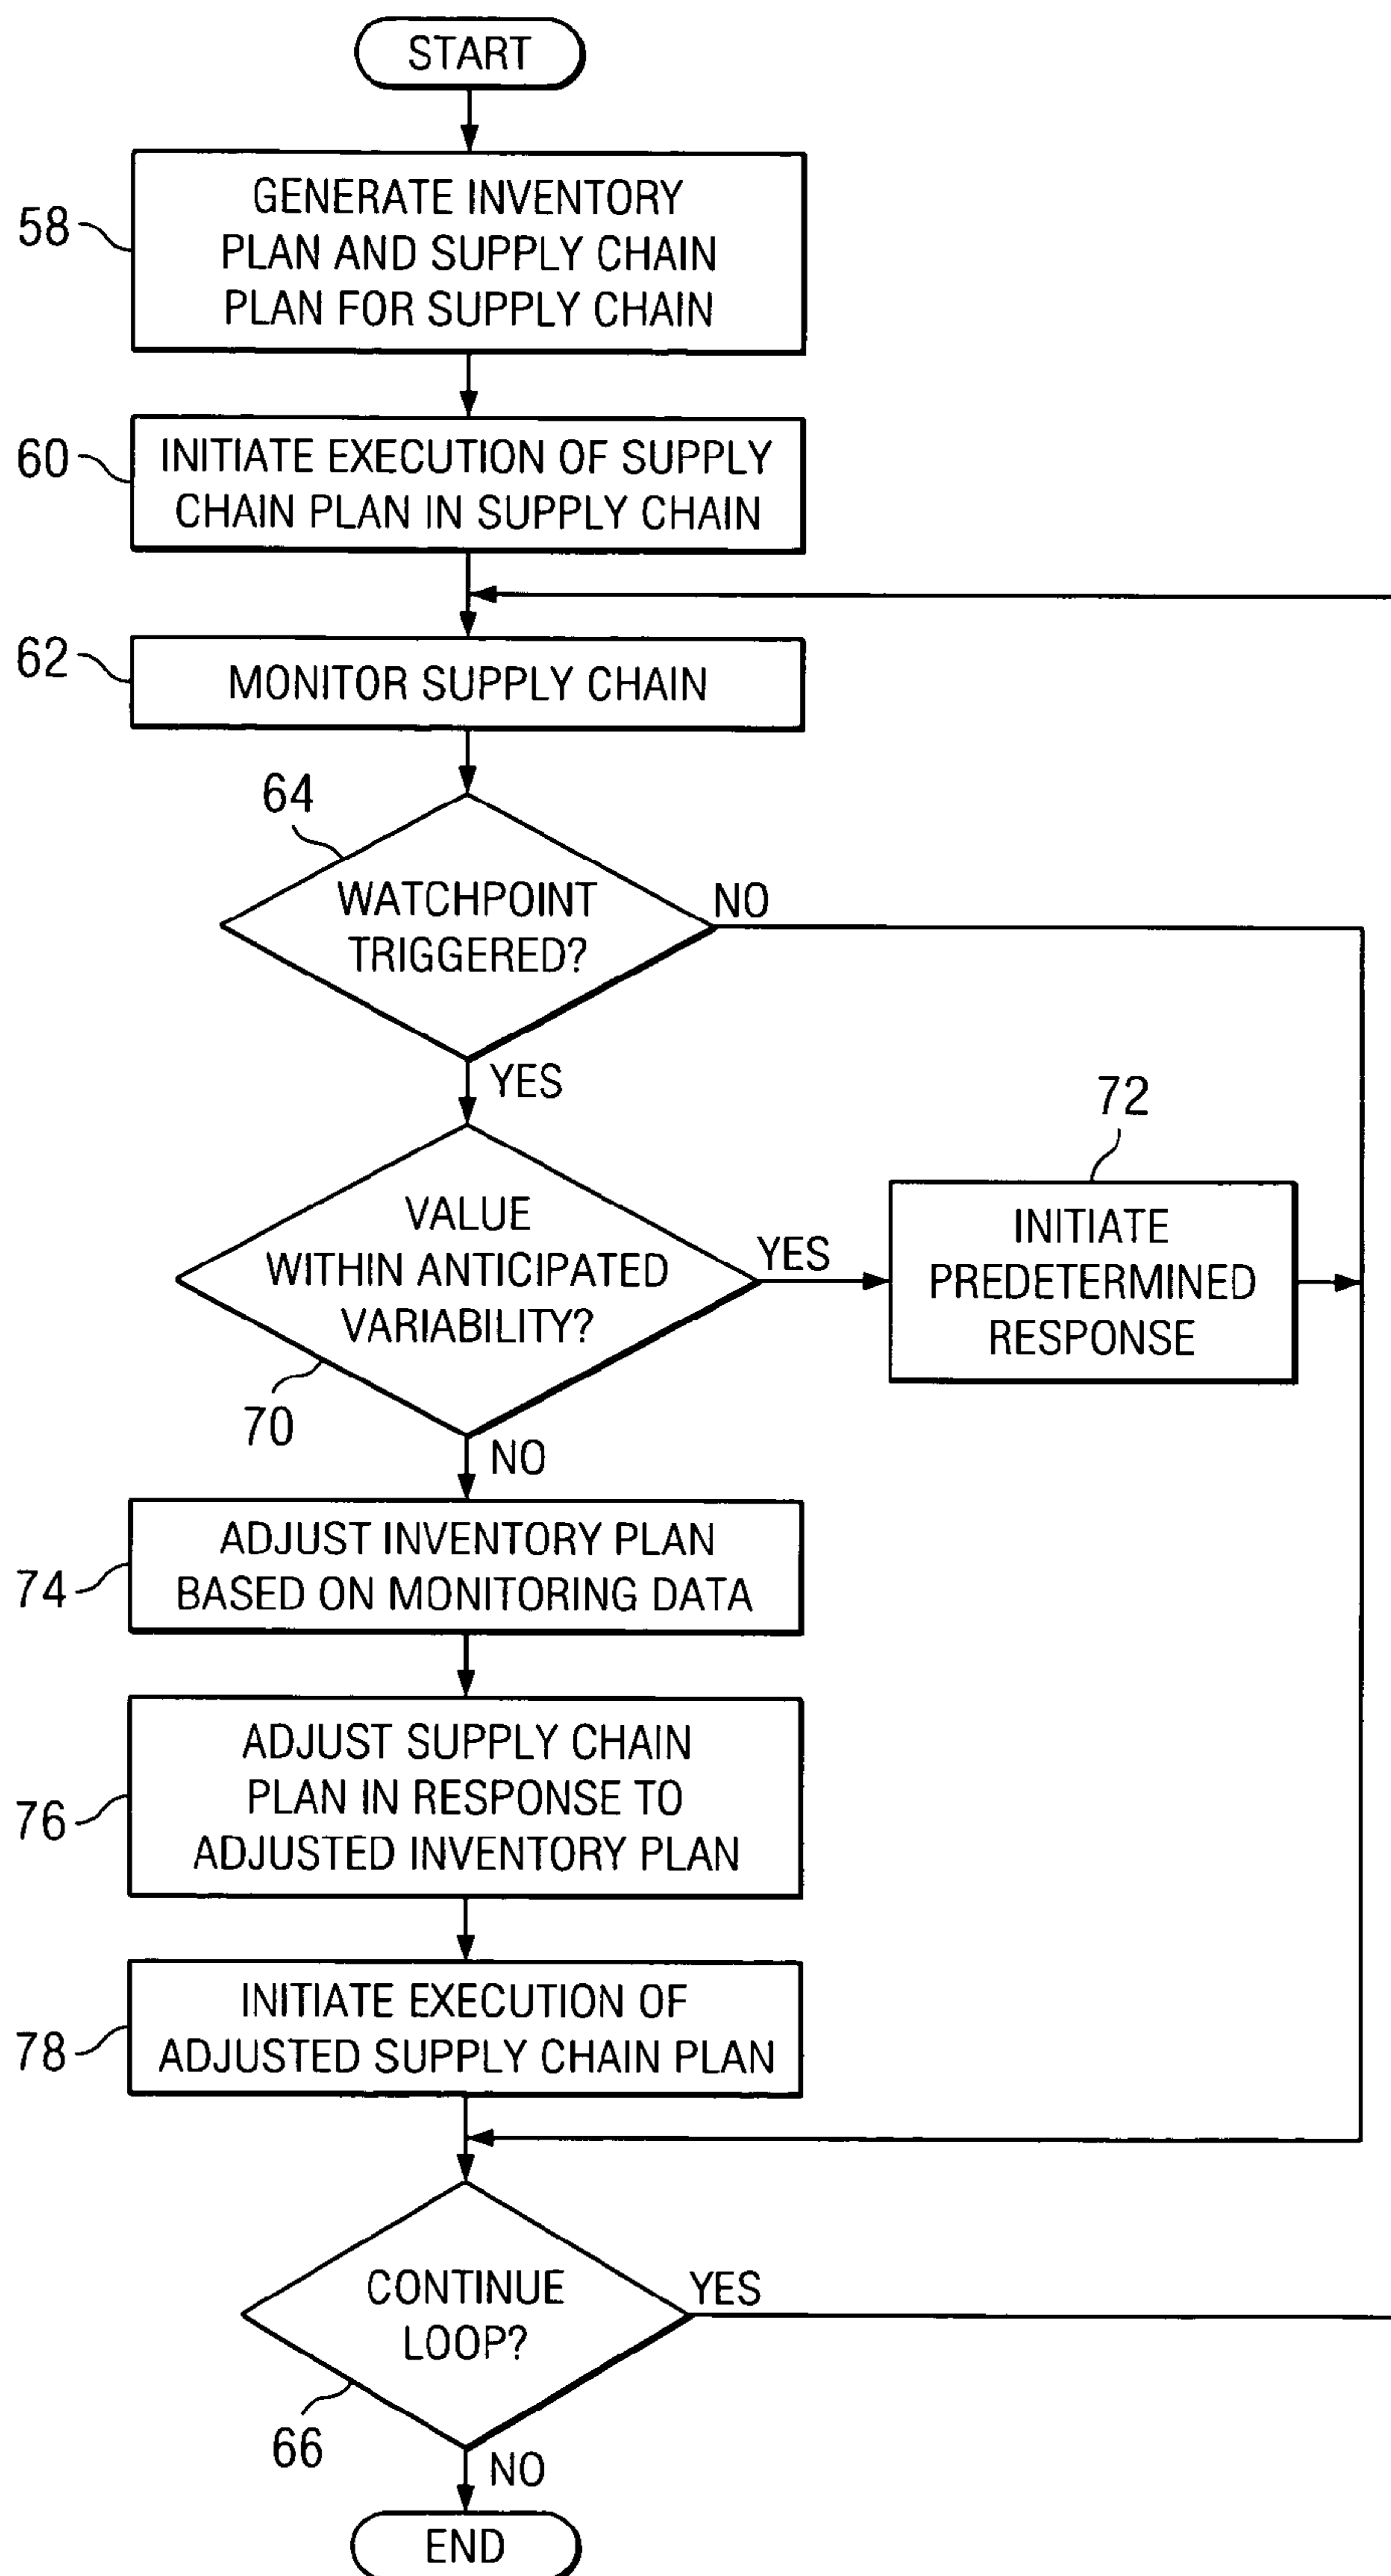 START
58
GENERATE INVENTORY
PLAN AND SUPPLY CHAIN
PLAN FOR SUPPLY CHAIN
60
INITIATE EXECUTION OF SUPPLY
CHAIN PLAN IN SUPPLY CHAIN
62
MONITOR SUPPLY CHAIN
64
WATCHPOINT
TRIGGERED?
NO
YES
72
VALUE
WITHIN ANTICIPATED
VARIABILITY?
YES
INITIATE
PREDETERMINED
RESPONSE
70
NO
74
ADJUST INVENTORY PLAN
BASED ON MONITORING DATA
76
ADJUST SUPPLY CHAIN
PLAN IN RESPONSE TO
ADJUSTED INVENTORY PLAN
78
INITIATE EXECUTION OF
ADJUSTED SUPPLY CHAIN PLAN
CONTINUE
LOOP?
YES
66
NO
END